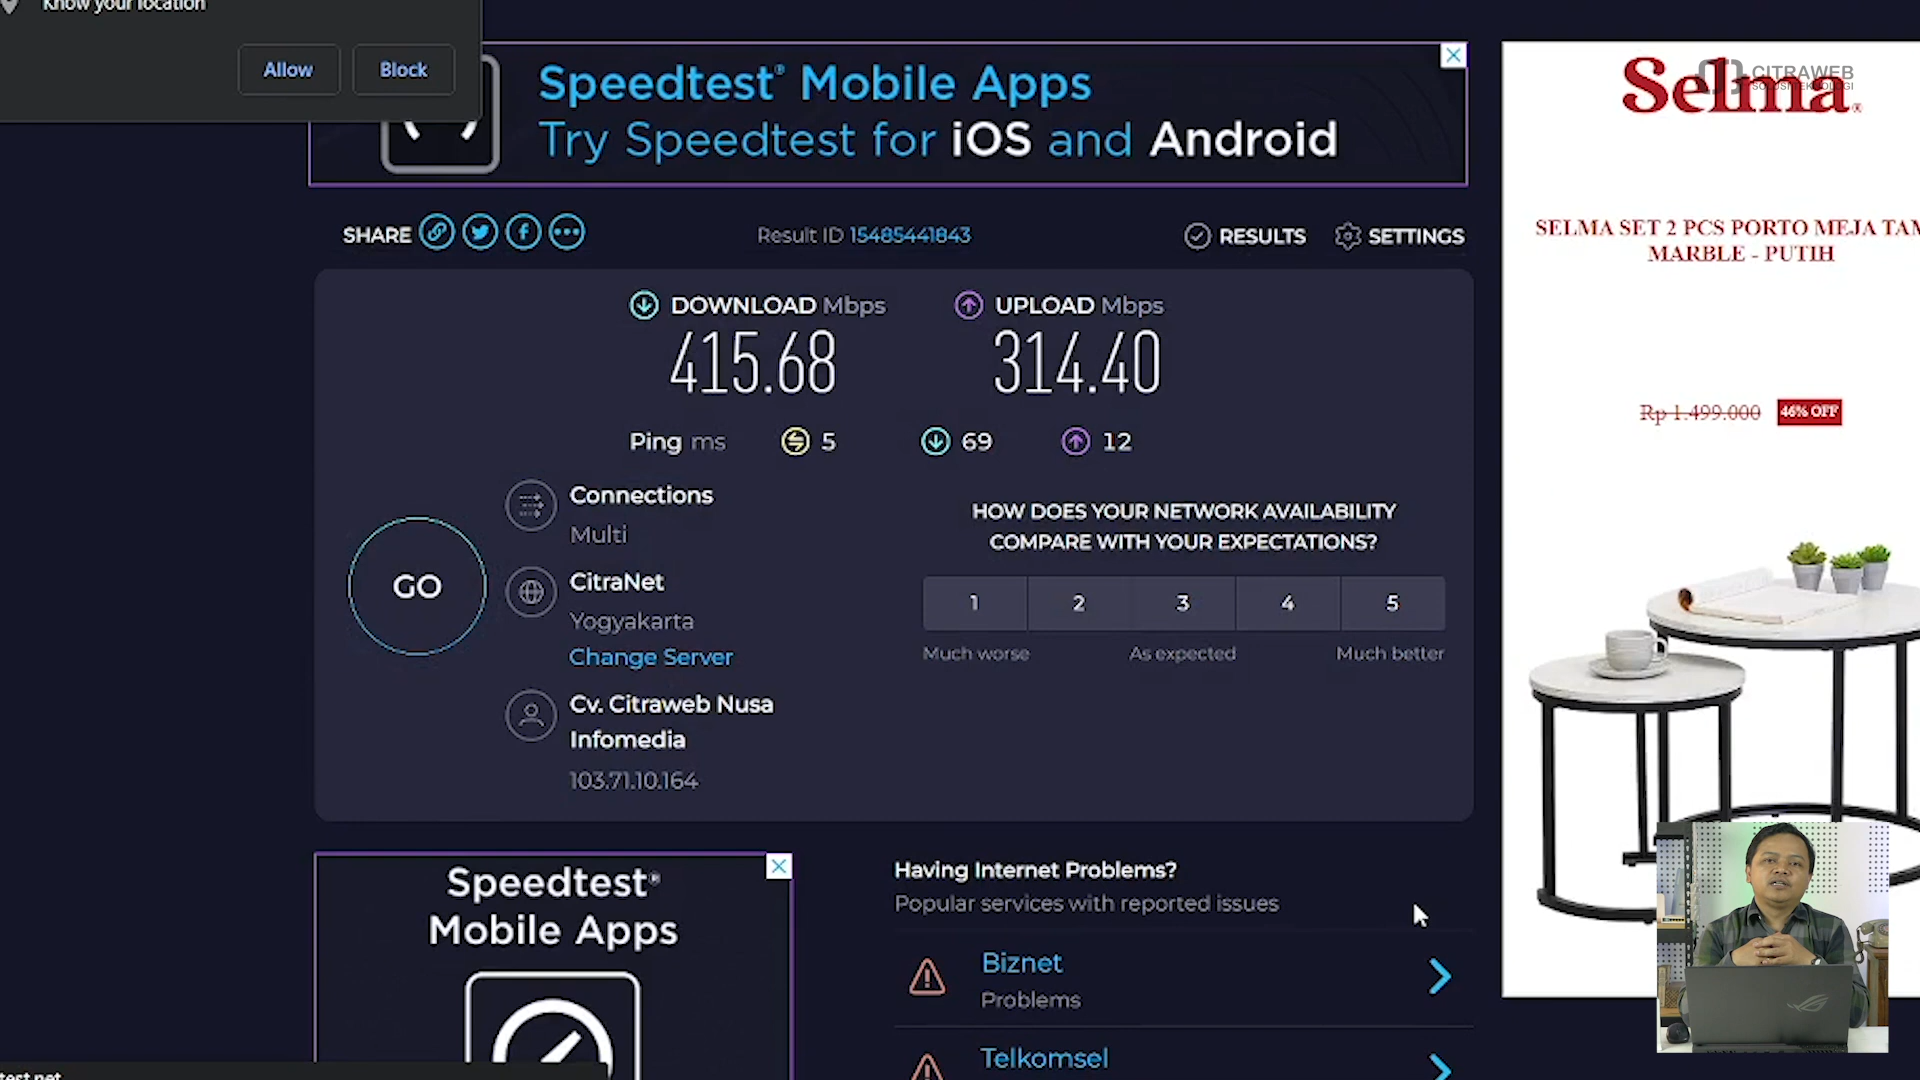 Know your location
Allow
Block
Speedtest® Mobile Apps
Try Speedtest for iOS and Android
SHARE
Result ID 15485441843
RESULTS
SETTINGS
DOWNLOAD Mbps
415.68
UPLOAD Mbps
314.40
Ping ms
5
69
12
Connections
Multi
GO
CitraNet
Yogyakarta
Change Server
Cv. Citraweb Nusa
Infomedia
103.71.10.164
HOW DOES YOUR NETWORK AVAILABILITY
COMPARE WITH YOUR EXPECTATIONS?
1 2 3 4 5
Much worse
As expected
Much better
Speedtest®
Mobile Apps
Having Internet Problems?
Popular services with reported issues
Biznet
Problems
Telkomsel
Selma®
CITRAWEB
SOLUSI TEKNOLOGI
SELMA SET 2 PCS PORTO MEJA TAM
MARBLE - PUTIH
Rp 1.499.000
46% OFF
test.net